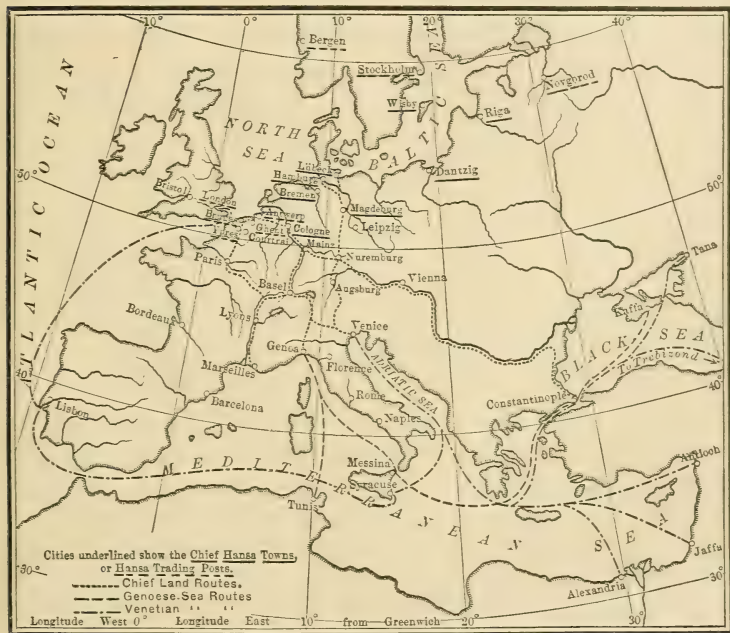 10° 0° 10° 20° 30° 40°
ATLANTIC OCEAN
Bergen
Stockholm
Novgorod
Wisby
Riga
NORTH SEA
BALTIC SEA
50°
Lübeck
Hamburg
Dantzig
Bremen
Bristol
London
Magdeburg
50°
Antwerp
Bruges
Ghent
Cologne
Leipzig
Ypres
Courtrai
Mainz
Paris
Nuremburg
Tana
Basel
Augsburg
Vienna
Kaffa
Lyons
Bordeaux
Venice
BLACK SEA
Genoa
To Trebizond
Marseilles
Florence
ADRIATIC SEA
40°
Rome
Constantinople
40°
Lisbon
Barcelona
Naples
Messina
Antioch
MEDITERRANEAN SEA
Syracuse
Tunis
Jaffa
Cities underlined show the Chief Hansa Towns,
or Hansa Trading Posts.
30°
Chief Land Routes.
Genoese Sea Routes
Venetian " "
Alexandria
30°
Longitude West 0° Longitude East 10° from Greenwich 20° 30°